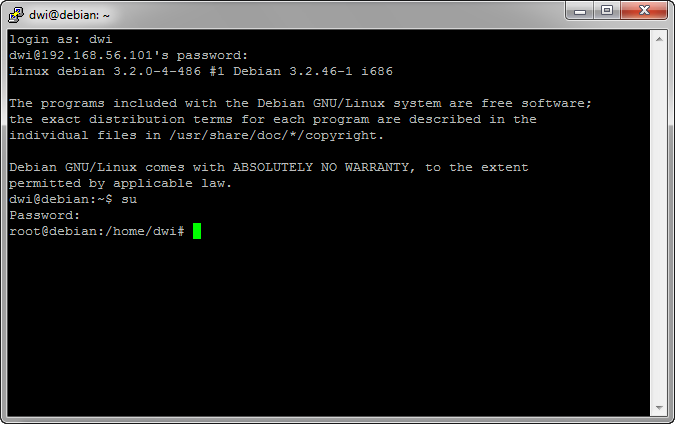 dwi@debian: ~
login as: dwi
dwi@192.168.56.101's password:
Linux debian 3.2.0-4-486 #1 Debian 3.2.46-1 i686
The programs included with the Debian GNU/Linux system are free software;
the exact distribution terms for each program are described in the
individual files in /usr/share/doc/*/copyright.
Debian GNU/Linux comes with ABSOLUTELY NO WARRANTY, to the extent
permitted by applicable law.
dwi@debian:~$ su
Password:
root@debian:/home/dwi#